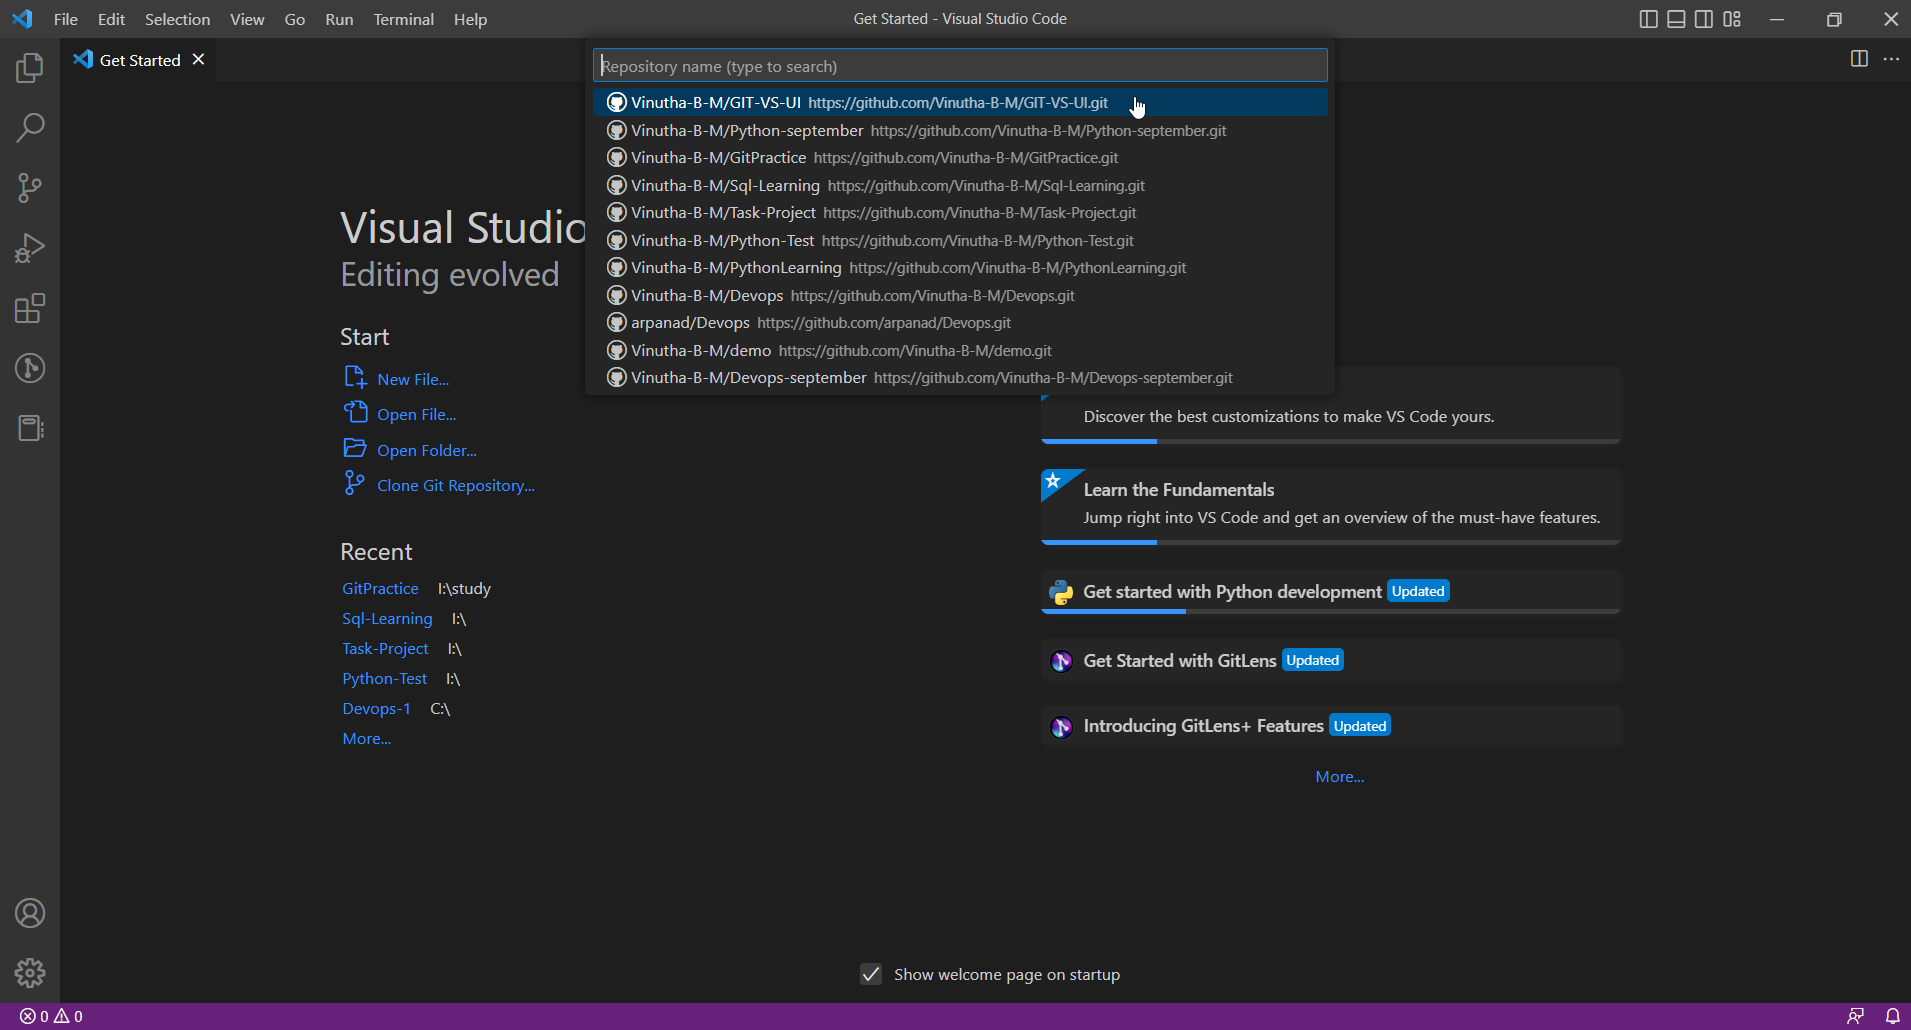 File Edit Selection View Go Run Terminal Help
Get Started - Visual Studio Code
Get Started
Repository name (type to search)
Vinutha-B-M/GIT-VS-UI https://github.com/Vinutha-B-M/GIT-VS-UI.git
Vinutha-B-M/Python-september https://github.com/Vinutha-B-M/Python-september.git
Vinutha-B-M/GitPractice https://github.com/Vinutha-B-M/GitPractice.git
Vinutha-B-M/Sql-Learning https://github.com/Vinutha-B-M/Sql-Learning.git
Vinutha-B-M/Task-Project https://github.com/Vinutha-B-M/Task-Project.git
Vinutha-B-M/Python-Test https://github.com/Vinutha-B-M/Python-Test.git
Vinutha-B-M/PythonLearning https://github.com/Vinutha-B-M/PythonLearning.git
Vinutha-B-M/Devops https://github.com/Vinutha-B-M/Devops.git
arpanad/Devops https://github.com/arpanad/Devops.git
Vinutha-B-M/demo https://github.com/Vinutha-B-M/demo.git
Vinutha-B-M/Devops-september https://github.com/Vinutha-B-M/Devops-september.git
Visual Studio
Editing evolved
Start
New File...
Open File...
Open Folder...
Clone Git Repository...
Recent
GitPractice I:\study
Sql-Learning I:\
Task-Project I:\
Python-Test I:\
Devops-1 C:\
More...
Discover the best customizations to make VS Code yours.
Learn the Fundamentals
Jump right into VS Code and get an overview of the must-have features.
Get started with Python development Updated
Get Started with GitLens Updated
Introducing GitLens+ Features Updated
More...
Show welcome page on startup
0 0